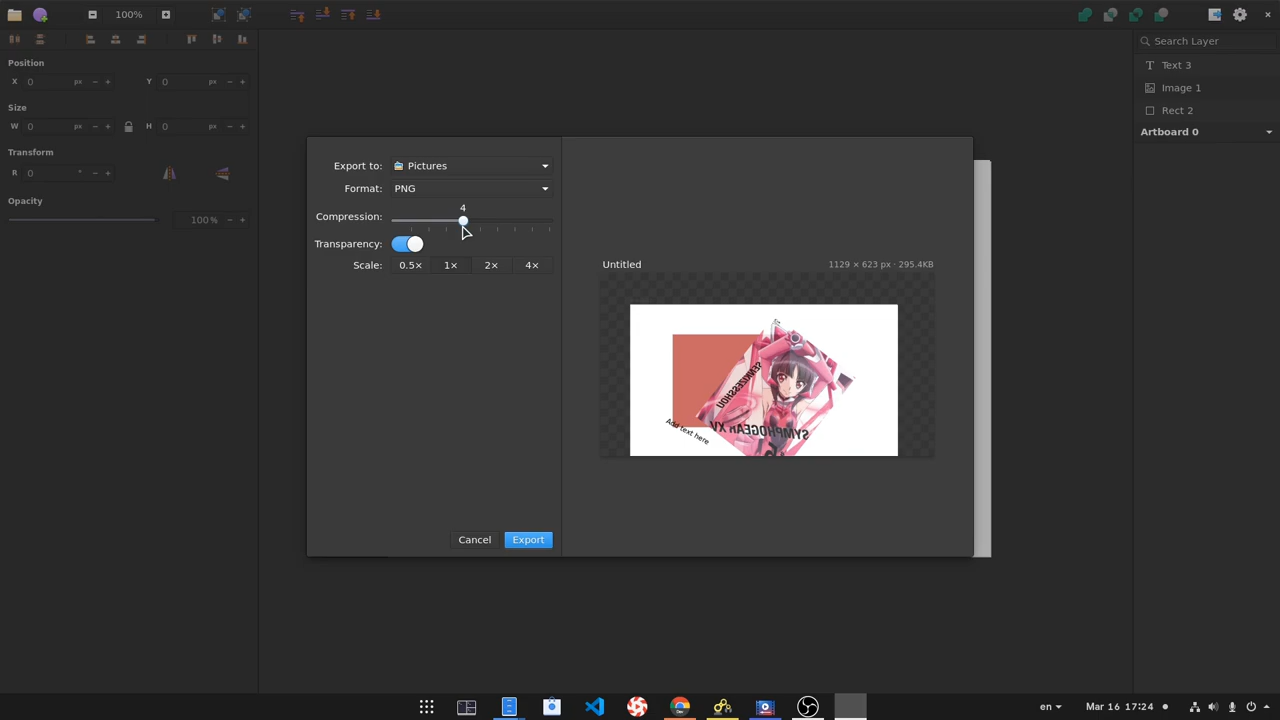 100%
Search Layer
Position
X 0 px − +
Y 0 px − +
Text 3
Size
Image 1
W 0 px − +
H 0 px − +
Rect 2
Artboard 0
Transform
R 0 ° − +
Opacity
100 % − +
Export to: Pictures
Format: PNG
4
Compression:
Transparency:
Scale: 0.5× 1× 2× 4×
Untitled
1129 × 623 px · 295.4KB
SYMPHOGEAR XV
Add text here
Cancel
Export
en
Mar 16 17:24